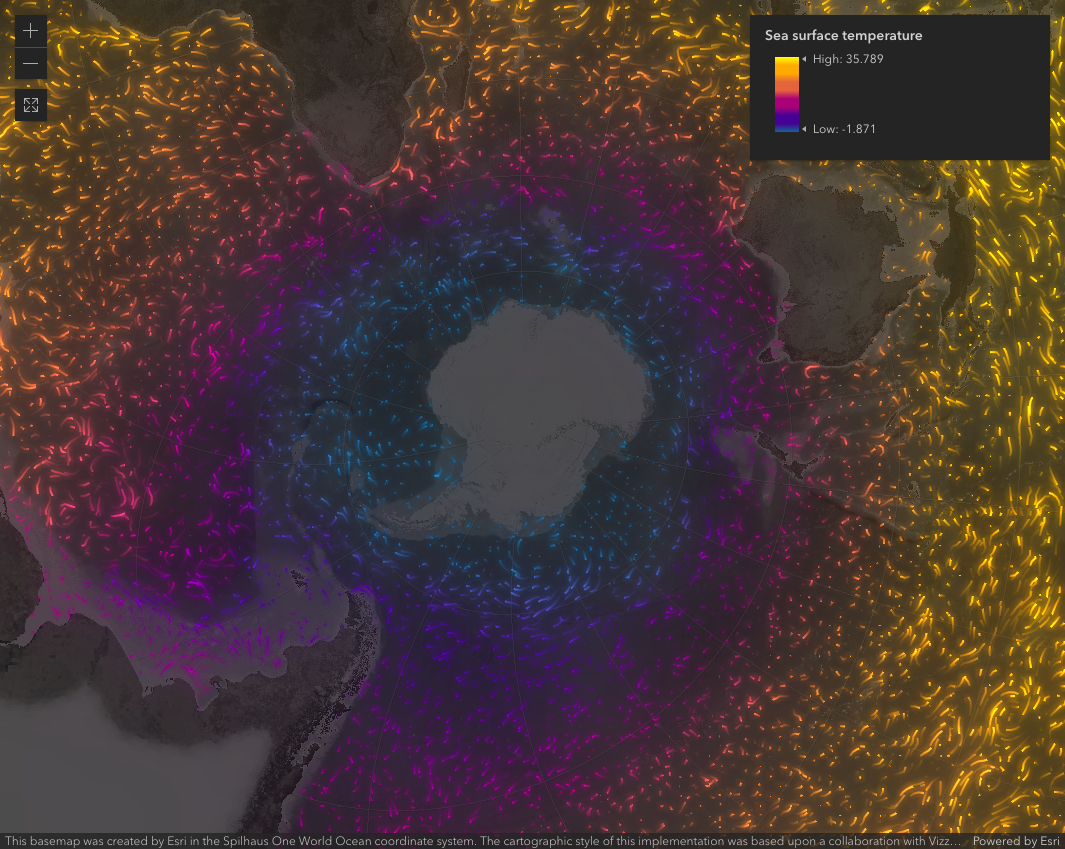 Sea surface temperature
High: 35.789
Low: -1.871
This basemap was created by Esri in the Spilhaus One World Ocean coordinate system. The cartographic style of this implementation was based upon a collaboration with Vizz…
Powered by Esri